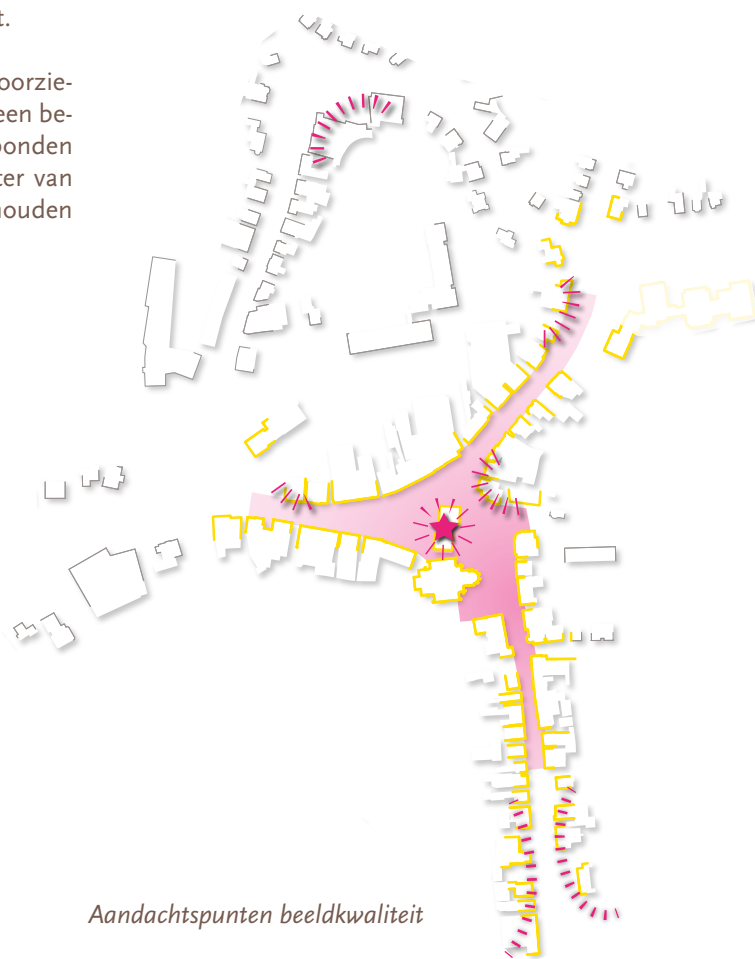 t.
oorzie-
een be-
onden
ter van
houden
Aandachtspunten beeldkwaliteit